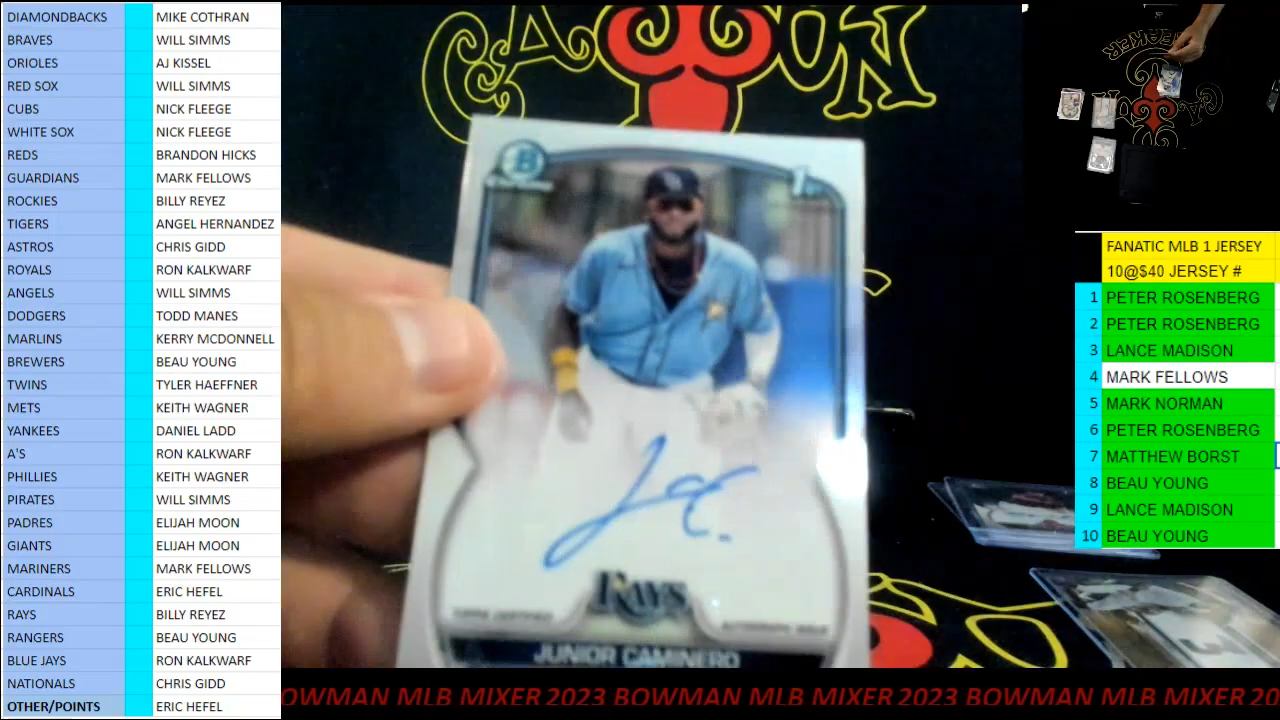 DIAMONDBACKS MIKE COTHRAN
BRAVES WILL SIMMS
ORIOLES AJ KISSEL
RED SOX WILL SIMMS
CUBS NICK FLEEGE
WHITE SOX NICK FLEEGE
REDS BRANDON HICKS
GUARDIANS MARK FELLOWS
ROCKIES BILLY REYEZ
TIGERS ANGEL HERNANDEZ
ASTROS CHRIS GIDD
ROYALS RON KALKWARF
ANGELS WILL SIMMS
DODGERS TODD MANES
MARLINS KERRY MCDONNELL
BREWERS BEAU YOUNG
TWINS TYLER HAEFFNER
METS KEITH WAGNER
YANKEES DANIEL LADD
A'S RON KALKWARF
PHILLIES KEITH WAGNER
PIRATES WILL SIMMS
PADRES ELIJAH MOON
GIANTS ELIJAH MOON
MARINERS MARK FELLOWS
CARDINALS ERIC HEFEL
RAYS BILLY REYEZ
RANGERS BEAU YOUNG
BLUE JAYS RON KALKWARF
NATIONALS CHRIS GIDD
OTHER/POINTS ERIC HEFEL
B
1st
RAYS
JUNIOR CAMINERO
FANATIC MLB 1 JERSEY
10@$40 JERSEY #
1 PETER ROSENBERG
2 PETER ROSENBERG
3 LANCE MADISON
4 MARK FELLOWS
5 MARK NORMAN
6 PETER ROSENBERG
7 MATTHEW BORST
8 BEAU YOUNG
9 LANCE MADISON
10 BEAU YOUNG
OWMAN MLB MIXER 2023 BOWMAN MLB MIXER 2023 BOWMAN MLB MIXER 20